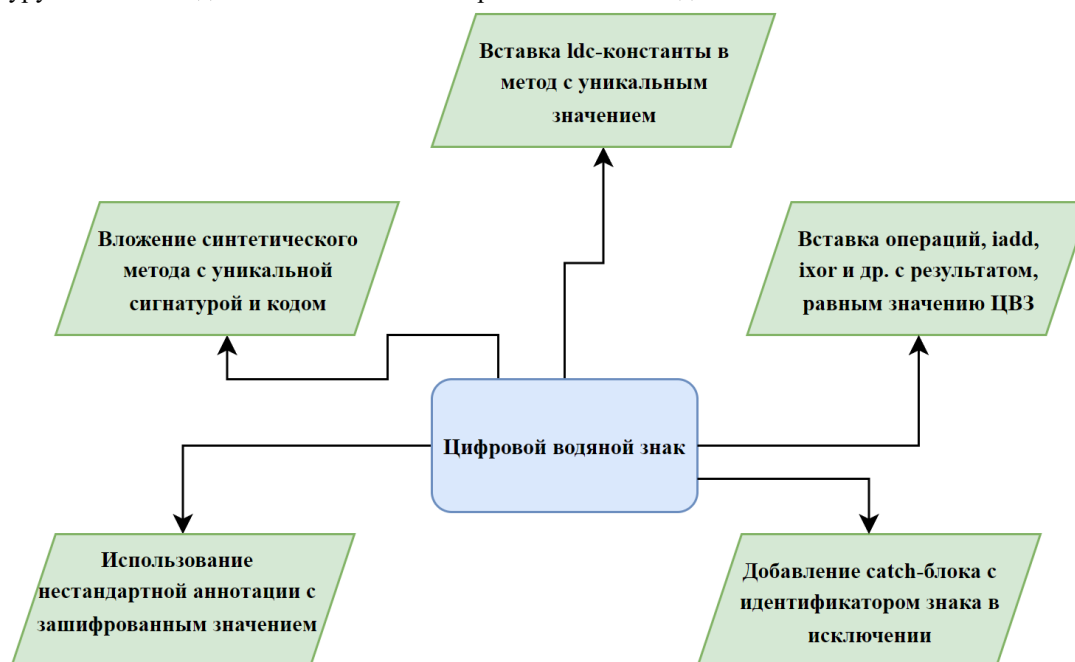 Вставка ldc-константы в
метод с уникальным
значением
Вложение синтетического
метода с уникальной
сигнатурой и кодом
Вставка операций, iadd,
ixor и др. с результатом,
равным значению ЦВЗ
Цифровой водяной знак
Использование
нестандартной аннотации с
зашифрованным значением
Добавление catch-блока с
идентификатором знака в
исключении